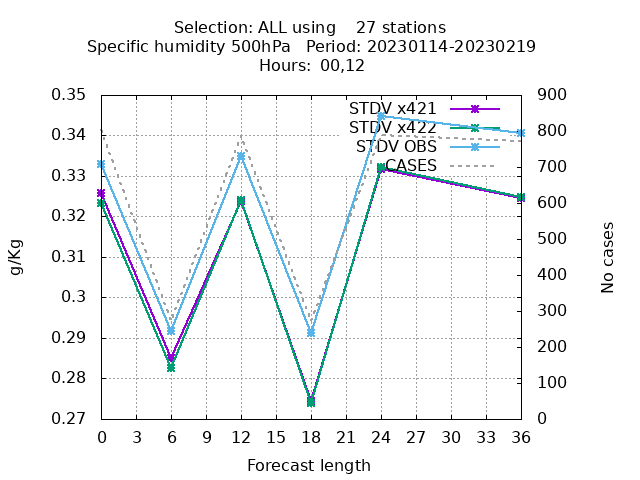 Selection: ALL using    27 stations
Specific humidity 500hPa   Period: 20230114-20230219
Hours: 00,12
0.35
0.34
0.33
0.32
0.31
0.3
0.29
0.28
0.27
g/Kg
STDV x421
STDV x422
STDV OBS
CASES
900
800
700
600
500
400
300
200
100
0
No cases
0 3 6 9 12 15 18 21 24 27 30 33 36
Forecast length